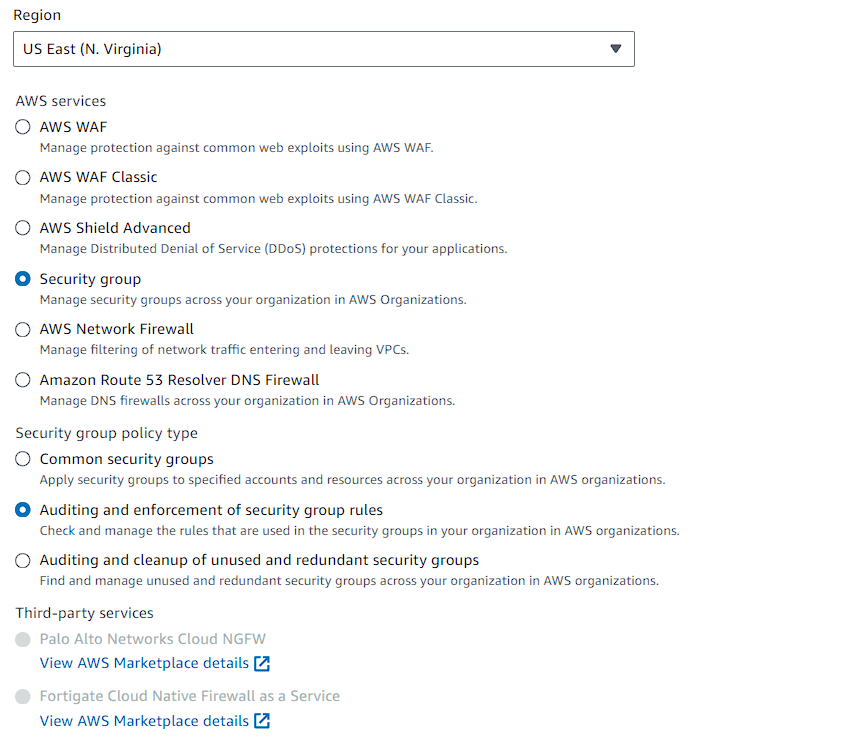 Region
US East (N. Virginia)
AWS services
AWS WAF
Manage protection against common web exploits using AWS WAF.
AWS WAF Classic
Manage protection against common web exploits using AWS WAF Classic.
AWS Shield Advanced
Manage Distributed Denial of Service (DDoS) protections for your applications.
Security group
Manage security groups across your organization in AWS Organizations.
AWS Network Firewall
Manage filtering of network traffic entering and leaving VPCs.
Amazon Route 53 Resolver DNS Firewall
Manage DNS firewalls across your organization in AWS Organizations.
Security group policy type
Common security groups
Apply security groups to specified accounts and resources across your organization in AWS organizations.
Auditing and enforcement of security group rules
Check and manage the rules that are used in the security groups in your organization in AWS organizations.
Auditing and cleanup of unused and redundant security groups
Find and manage unused and redundant security groups across your organization in AWS organizations.
Third-party services
Palo Alto Networks Cloud NGFW
View AWS Marketplace details
Fortigate Cloud Native Firewall as a Service
View AWS Marketplace details